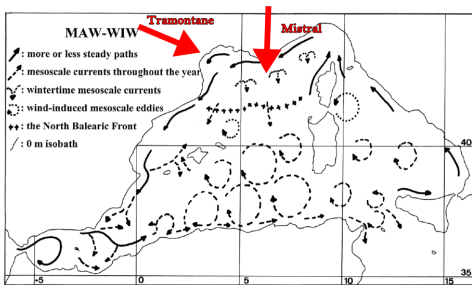 MAW-WIW
Tramontane
Mistral
: more or less steady paths
: mesoscale currents throughout the year
: wintertime mesoscale currents
: wind-induced mesoscale eddies
: the North Balearic Front
: 0 m isobath
40
35
-5
0
5
10
15